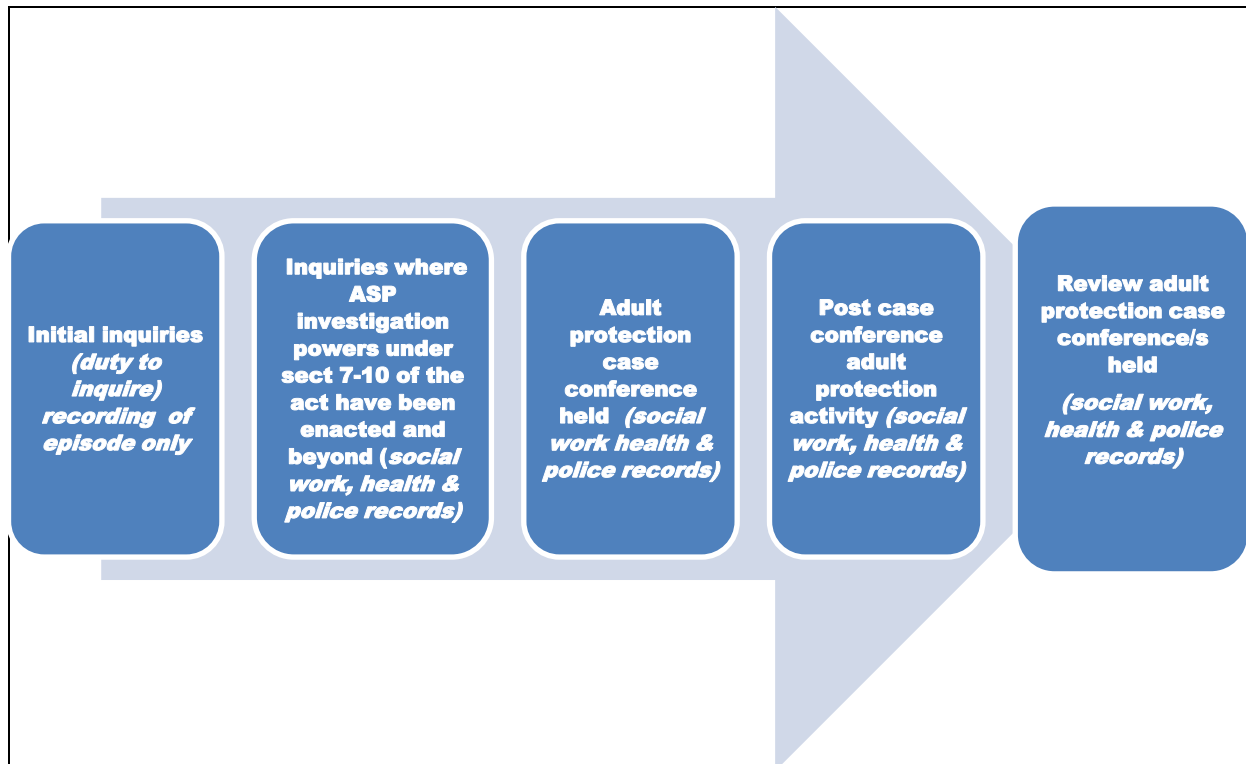 Initial inquiries
(duty to
inquire)
recording of
episode only
Inquiries where
ASP
investigation
powers under
sect 7-10 of the
act have been
enacted and
beyond (social
work, health &
police records)
Adult
protection
case
conference
held (social
work health &
police records)
Post case
conference
adult
protection
activity (social
work, health &
police records)
Review adult
protection case
conference/s
held
(social work,
health & police
records)